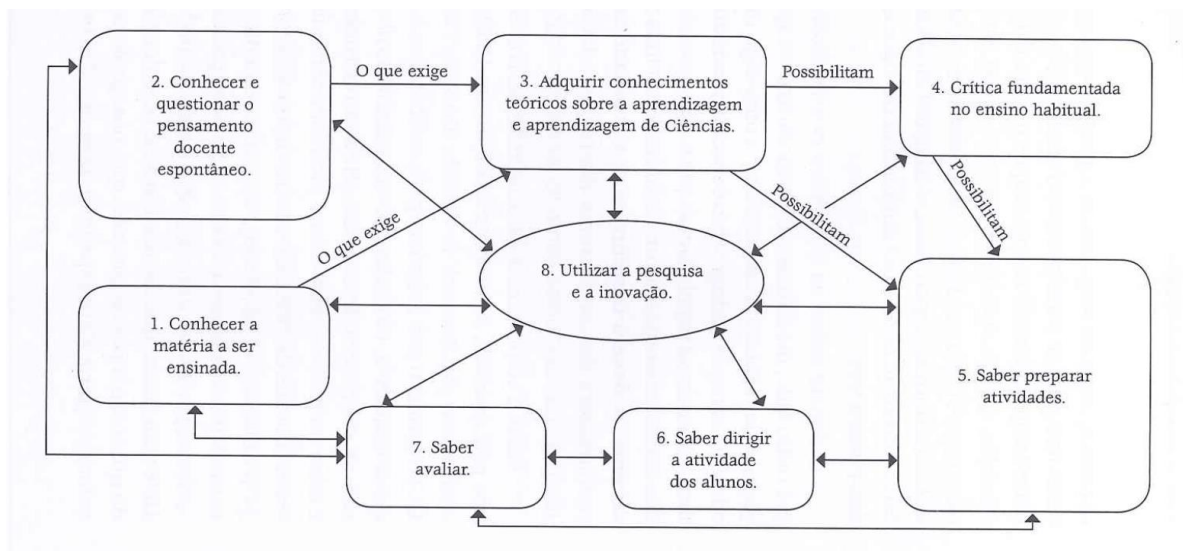 2. Conhecer e
questionar o
pensamento
docente
espontâneo.
O que exige
3. Adquirir conhecimentos
teóricos sobre a aprendizagem
e aprendizagem de Ciências.
Possibilitam
4. Crítica fundamentada
no ensino habitual.
Possibilitam
Possibilitam
O que exige
8. Utilizar a pesquisa
e a inovação.
1. Conhecer a
matéria a ser
ensinada.
5. Saber preparar
atividades.
7. Saber
avaliar.
6. Saber dirigir
a atividade
dos alunos.